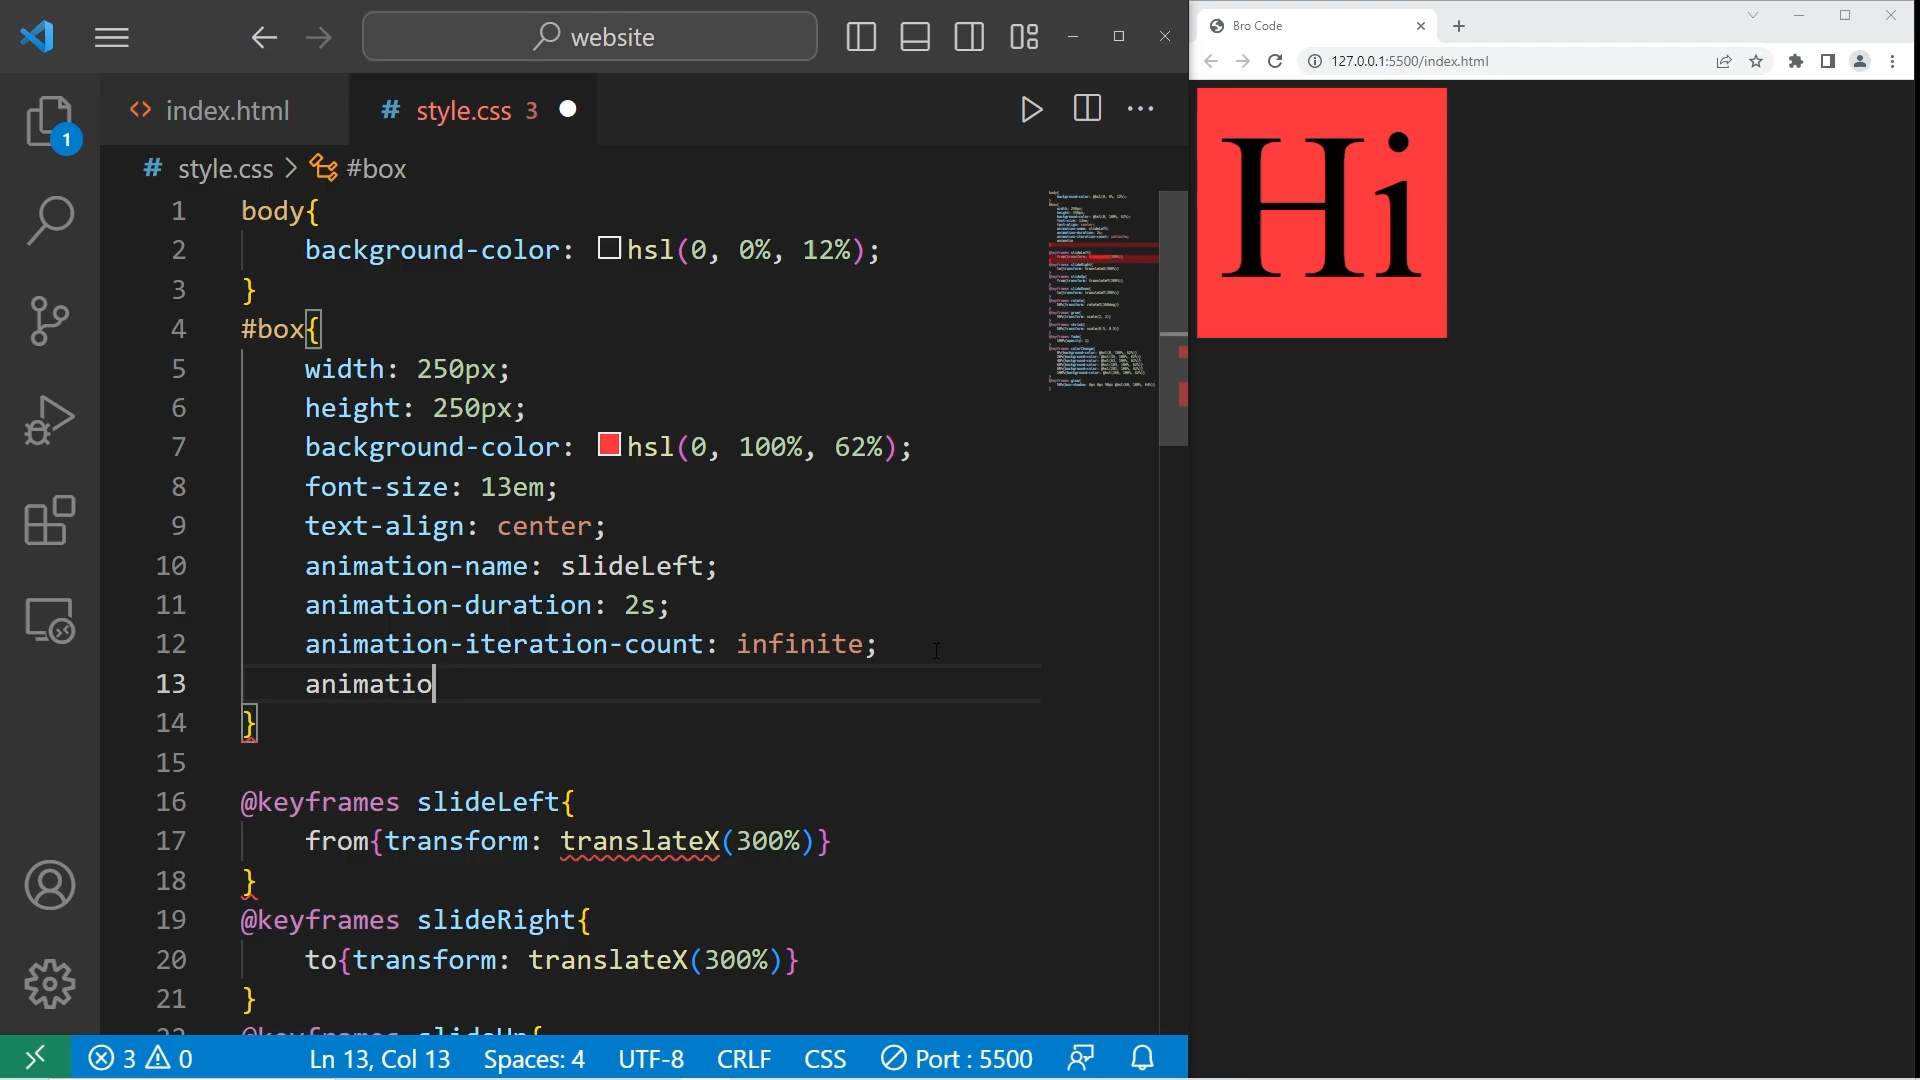 website
Bro Code
127.0.0.1:5500/index.html
1
<> index.html
# style.css 3
# style.css > #box
1 body{
2 background-color: hsl(0, 0%, 12%);
3 }
4 #box{
5 width: 250px;
6 height: 250px;
7 background-color: hsl(0, 100%, 62%);
8 font-size: 13em;
9 text-align: center;
10 animation-name: slideLeft;
11 animation-duration: 2s;
12 animation-iteration-count: infinite;
13 animatio
14 }
15
16 @keyframes slideLeft{
17 from{transform: translateX(300%)}
18 }
19 @keyframes slideRight{
20 to{transform: translateX(300%)}
21 }
22 @keyframes slideUp{
Hi
3 0 Ln 13, Col 13 Spaces: 4 UTF-8 CRLF CSS Port : 5500